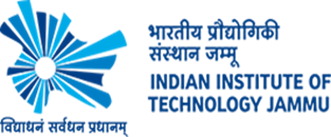 भारतीय प्रौद्योगिकी
संस्थान जम्मू
INDIAN INSTITUTE OF
TECHNOLOGY JAMMU
विद्याधनं सर्वधन प्रधानम्